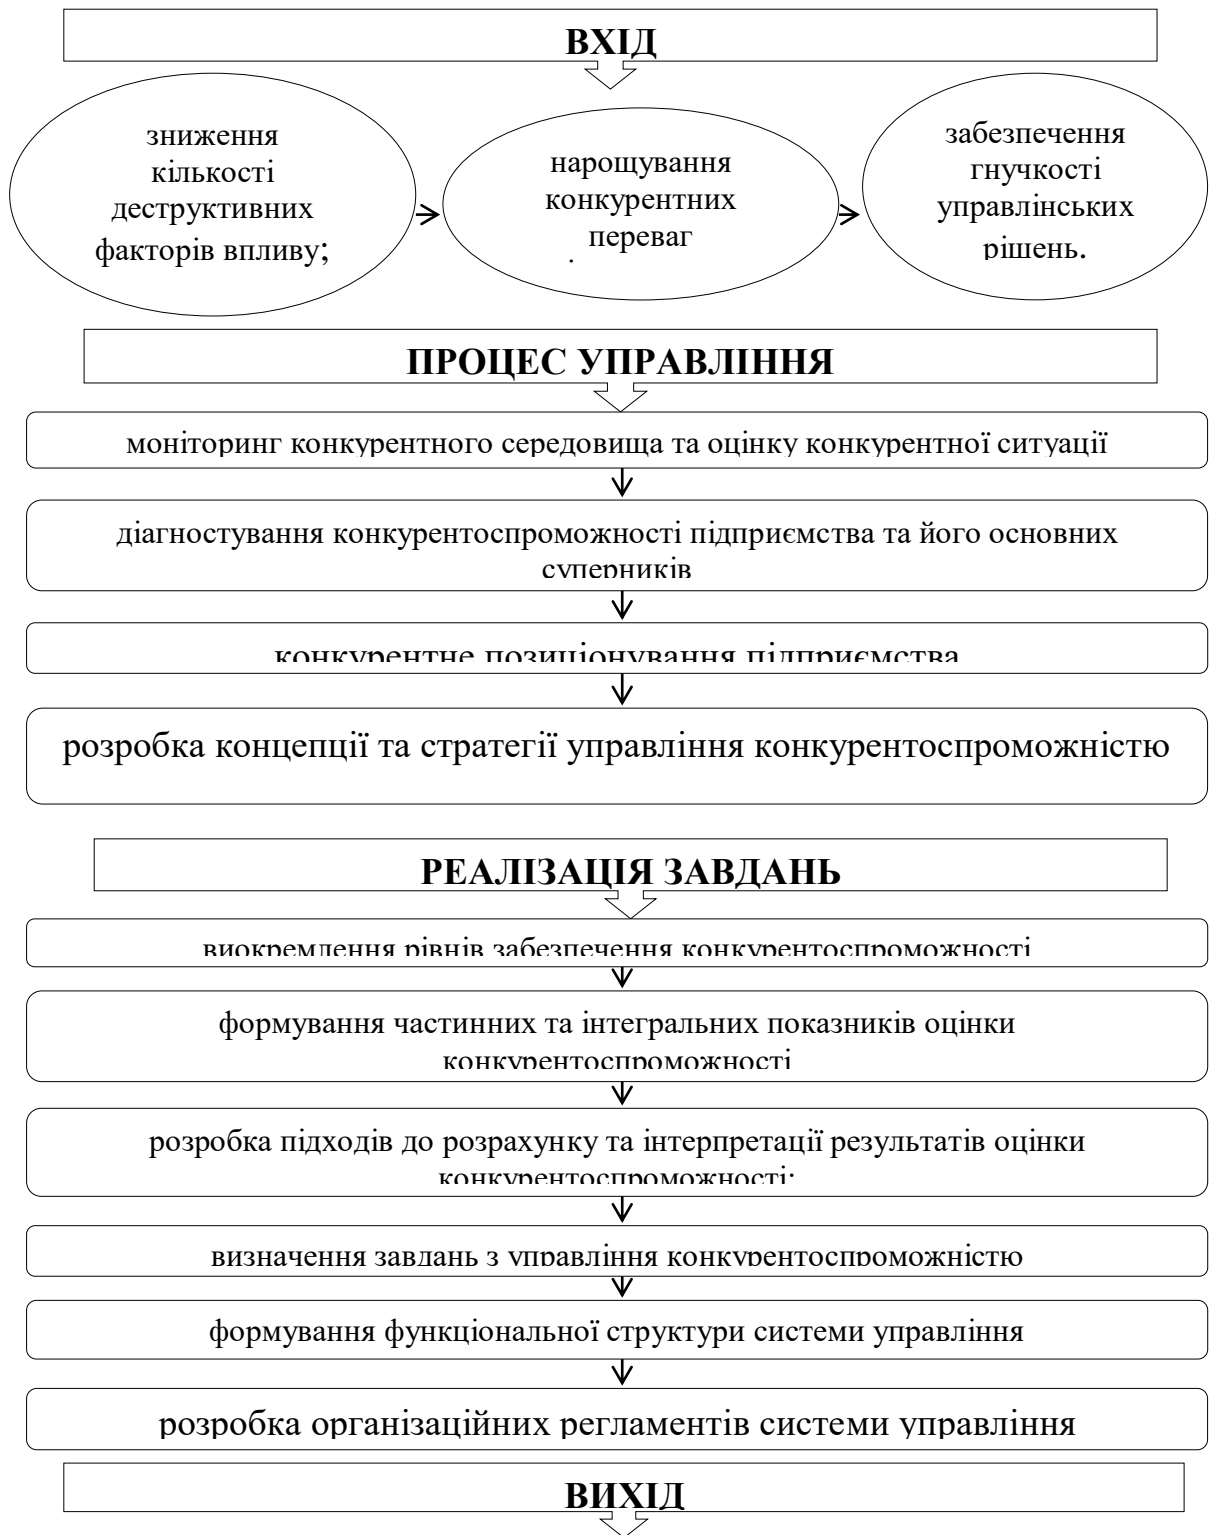 ВХІД
зниження
кількості
деструктивних
факторів впливу;
нарощування
конкурентних
переваг
.
забезпечення
гнучкості
управлінських
рішень.
ПРОЦЕС УПРАВЛІННЯ
моніторинг конкурентного середовища та оцінку конкурентної ситуації
діагностування конкурентоспроможності підприємства та його основних
суперників
конкурентне позиціонування підприємства
розробка концепції та стратегії управління конкурентоспроможністю
РЕАЛІЗАЦІЯ ЗАВДАНЬ
виокремлення рівнів забезпечення конкурентоспроможності
формування частинних та інтегральних показників оцінки
конкурентоспроможності
розробка підходів до розрахунку та інтерпретації результатів оцінки
конкурентоспроможності;
визначення завдань з управління конкурентоспроможністю
формування функціональної структури системи управління
розробка організаційних регламентів системи управління
ВИХІД